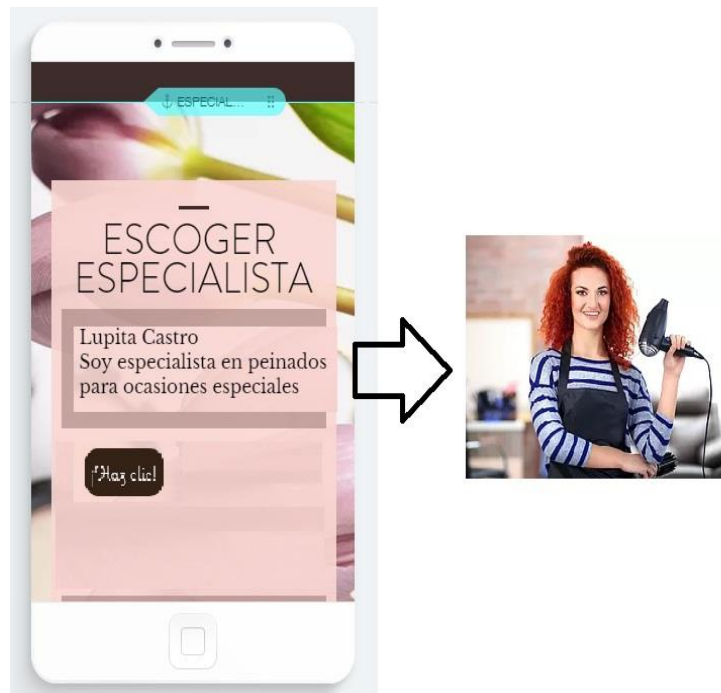 ESPECIAL...
ESCOGER
ESPECIALISTA
Lupita Castro
Soy especialista en peinados
para ocasiones especiales
¡Haz clic!